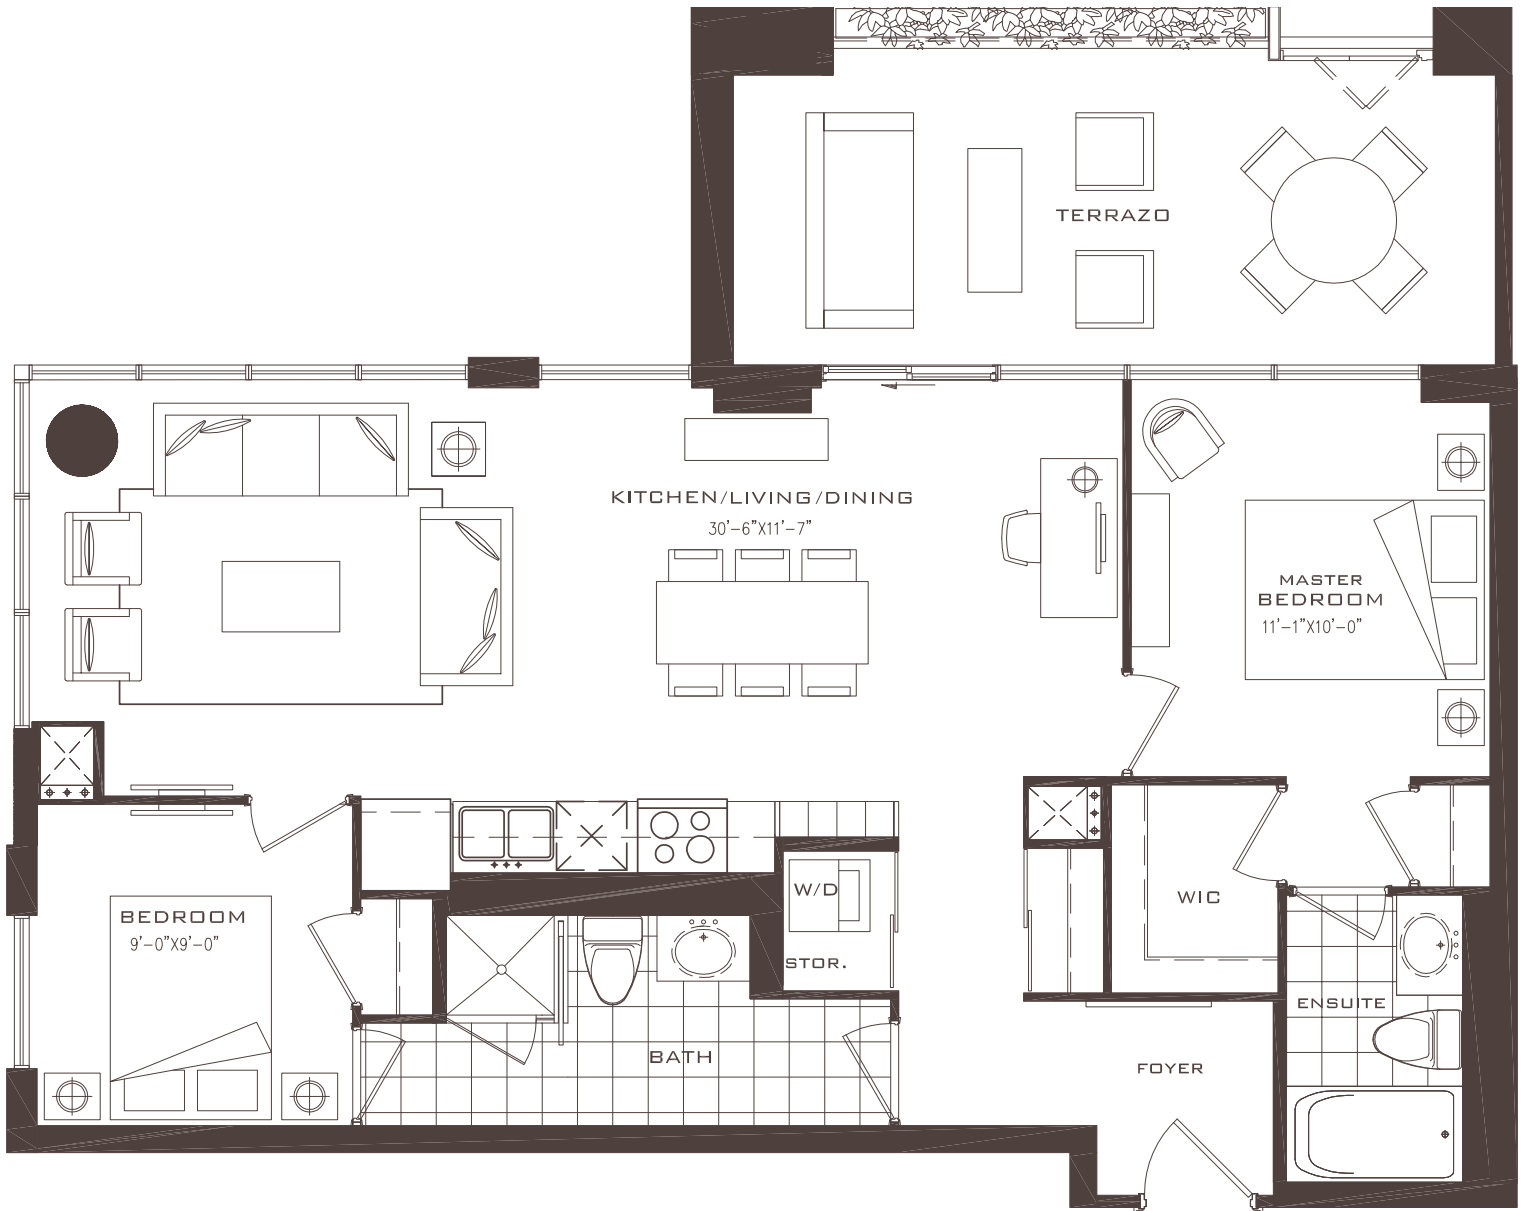 TERRAZO
KITCHEN/LIVING/DINING
30'-6"X11'-7"
MASTER
BEDROOM
11'-1"X10'-0"
W/D
WIC
BEDROOM
9'-0"X9'-0"
STOR.
ENSUITE
BATH
FOYER